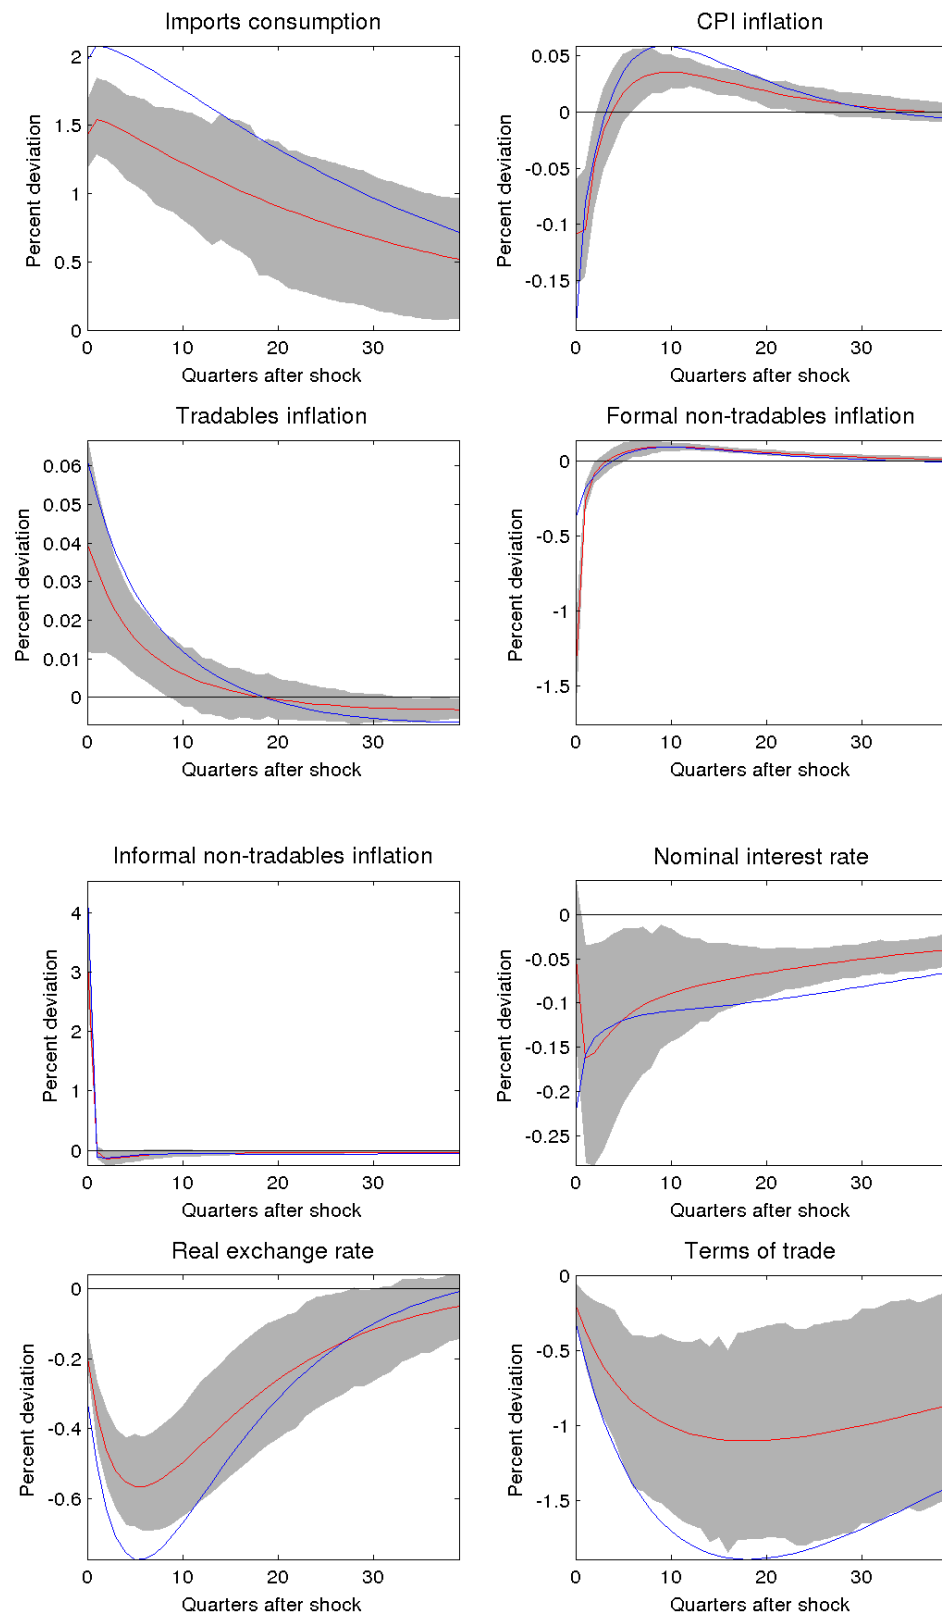 Imports consumption
Percent deviation
2
1.5
1
0.5
0
0 10 20 30
Quarters after shock
CPI inflation
Percent deviation
0.05
0
-0.05
-0.1
-0.15
0 10 20 30
Quarters after shock
Tradables inflation
Percent deviation
0.06
0.05
0.04
0.03
0.02
0.01
0
0 10 20 30
Quarters after shock
Formal non-tradables inflation
Percent deviation
0
-0.5
-1
-1.5
0 10 20 30
Quarters after shock
Informal non-tradables inflation
Percent deviation
4
3
2
1
0
0 10 20 30
Quarters after shock
Nominal interest rate
Percent deviation
0
-0.05
-0.1
-0.15
-0.2
-0.25
0 10 20 30
Quarters after shock
Real exchange rate
Percent deviation
0
-0.2
-0.4
-0.6
0 10 20 30
Quarters after shock
Terms of trade
Percent deviation
0
-0.5
-1
-1.5
0 10 20 30
Quarters after shock